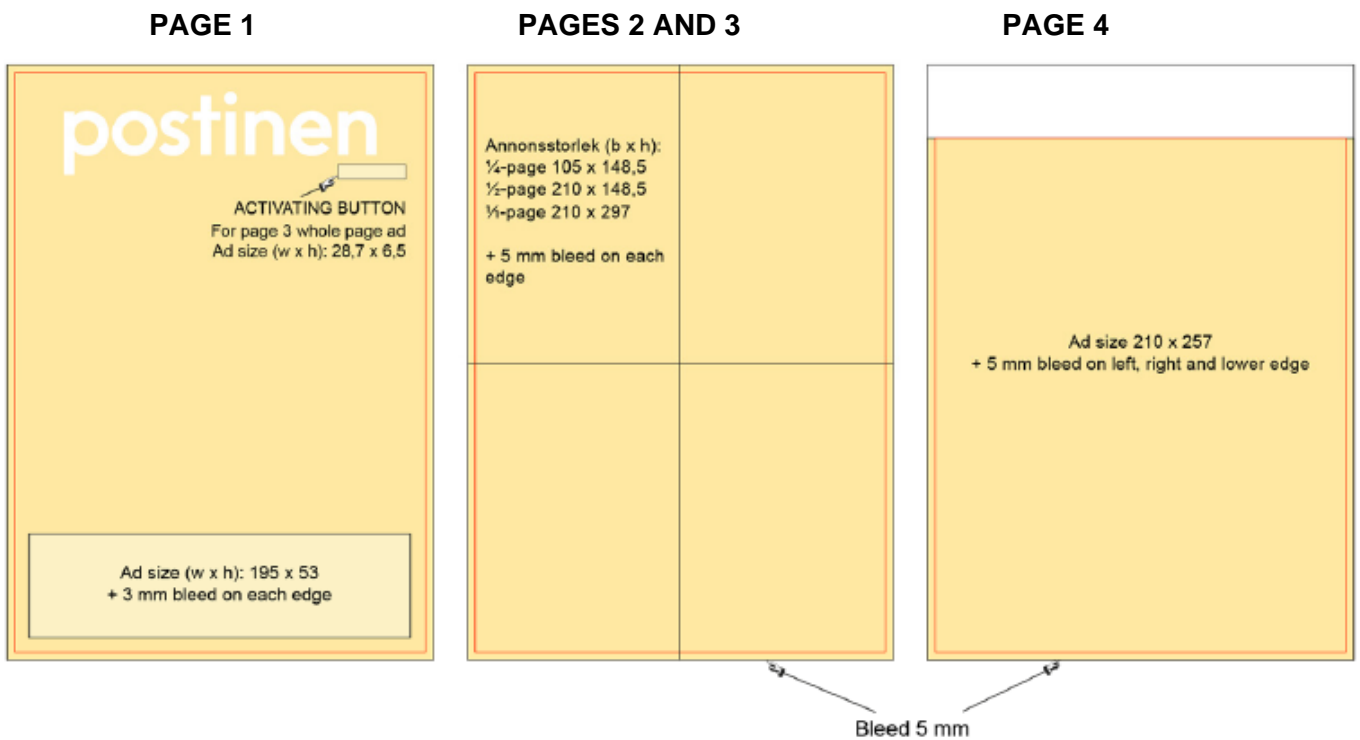 PAGE 1
postinen
ACTIVATING BUTTON
For page 3 whole page ad
Ad size (w x h): 28,7 x 6,5
Ad size (w x h): 195 x 53
+ 3 mm bleed on each edge
PAGES 2 AND 3
Annonsstorlek (b x h):
¼-page 105 x 148,5
½-page 210 x 148,5
⅟₁-page 210 x 297
+ 5 mm bleed on each
edge
PAGE 4
Ad size 210 x 257
+ 5 mm bleed on left, right and lower edge
Bleed 5 mm